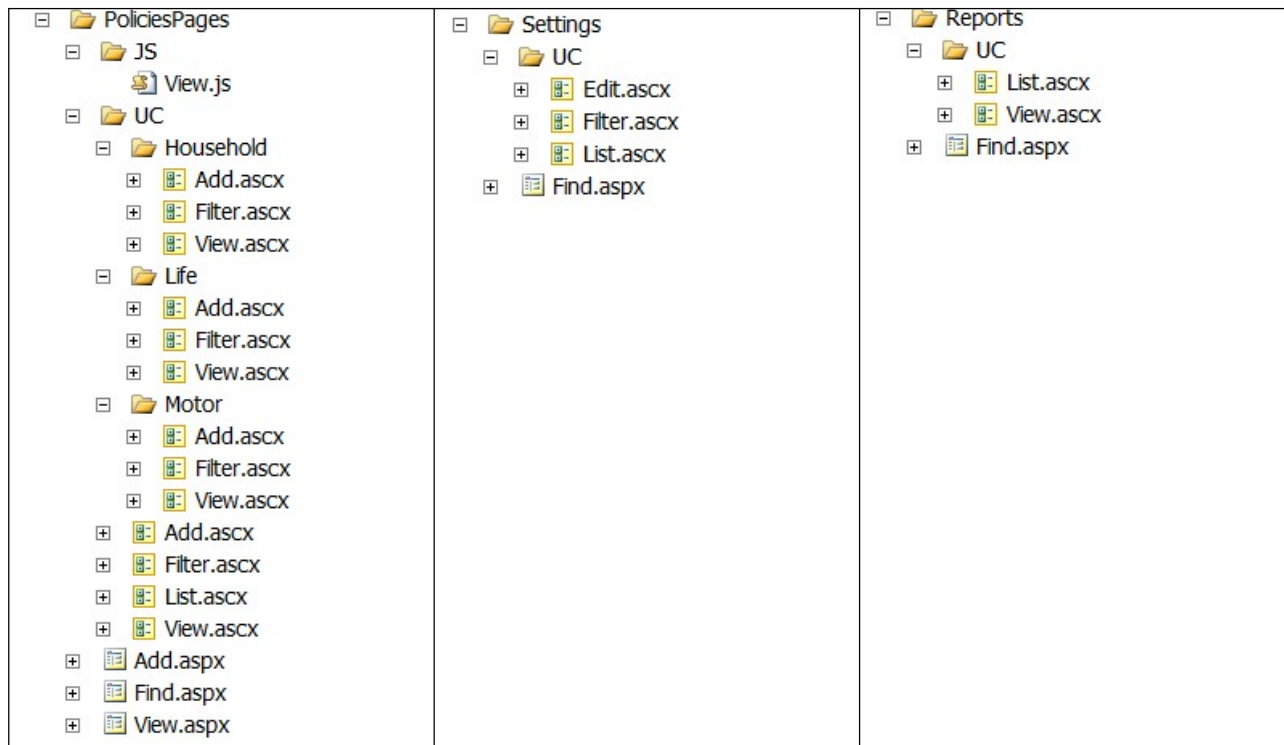 PoliciesPages
JS
View.js
UC
Household
Add.ascx
Filter.ascx
View.ascx
Life
Add.ascx
Filter.ascx
View.ascx
Motor
Add.ascx
Filter.ascx
View.ascx
Add.ascx
Filter.ascx
List.ascx
View.ascx
Add.aspx
Find.aspx
View.aspx
Settings
UC
Edit.ascx
Filter.ascx
List.ascx
Find.aspx
Reports
UC
List.ascx
View.ascx
Find.aspx